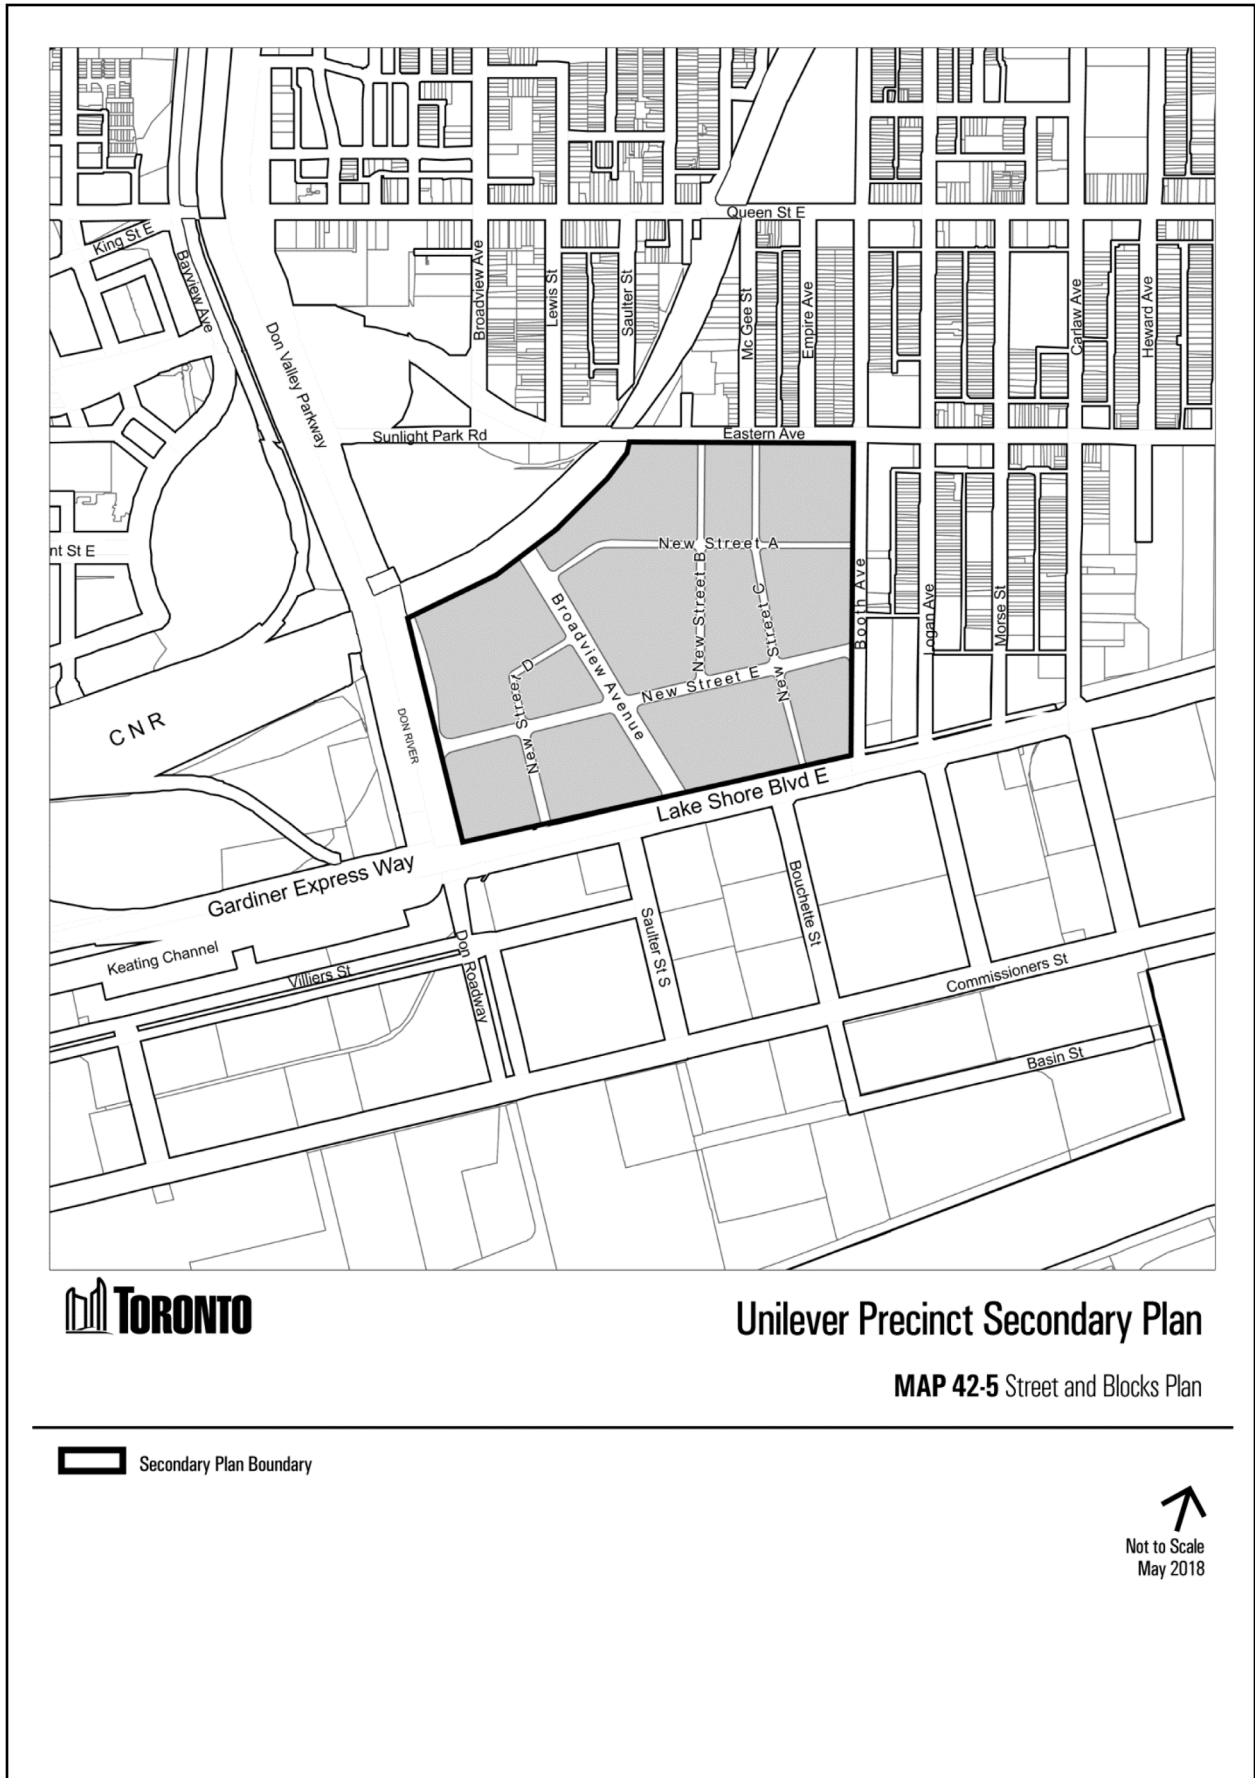 Queen St E
King St E
Bayview Ave
Don Valley Parkway
Broadview Ave
Lewis St
Saulter St
Mc Gee St
Empire Ave
Carlaw Ave
Heward Ave
Sunlight Park Rd
Eastern Ave
nt St E
New Street A
New Street B
New Street C
Broadview Avenue
Booth Ave
Logan Ave
Morse St
New Street D
New Street E
CNR
DON RIVER
New
New
Lake Shore Blvd E
Gardiner Express Way
Bouchette St
Saulter St S
Keating Channel
Don Roadway
Villiers St
Commissioners St
Basin St
TORONTO
Unilever Precinct Secondary Plan
MAP 42-5 Street and Blocks Plan
Secondary Plan Boundary
Not to Scale
May 2018